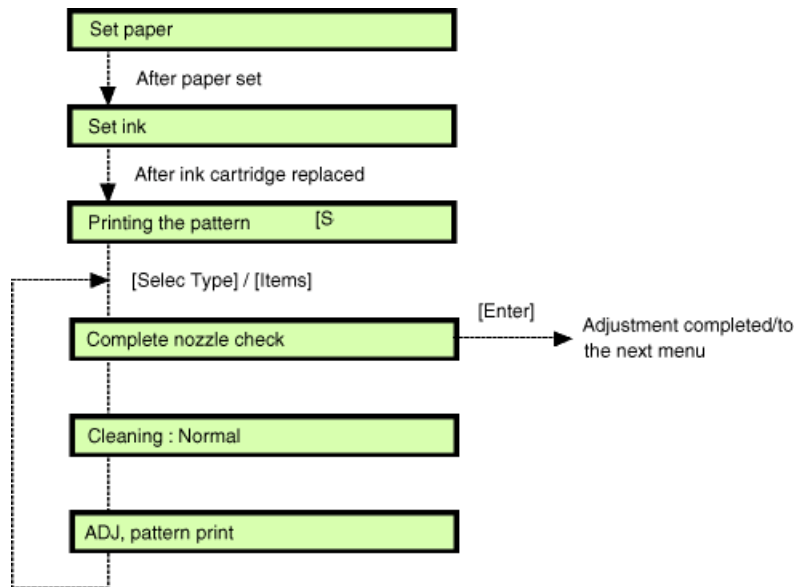 Set paper
After paper set
Set ink
After ink cartridge replaced
Printing the pattern [S
[Selec Type] / [Items]
[Enter]
Complete nozzle check
Adjustment completed/to
the next menu
Cleaning : Normal
ADJ, pattern print